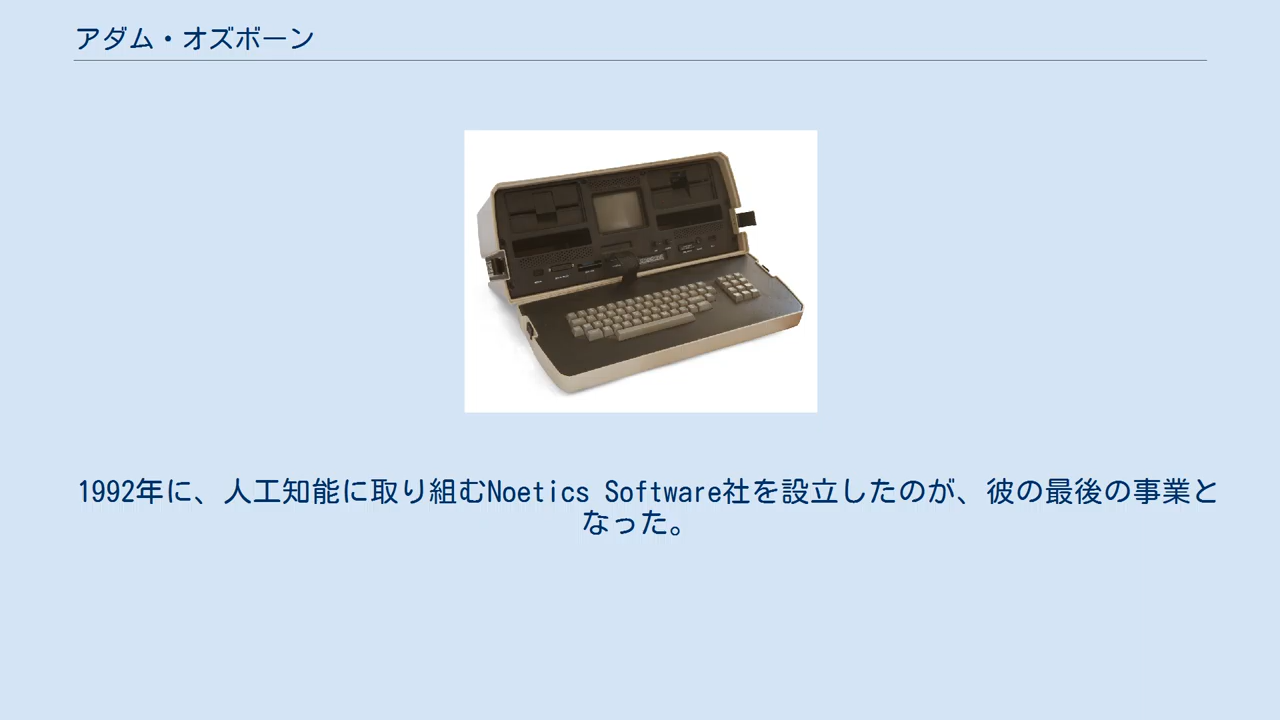 アダム・オズボーン
1992年に、人工知能に取り組むNoetics Software社を設立したのが、彼の最後の事業と
なった。